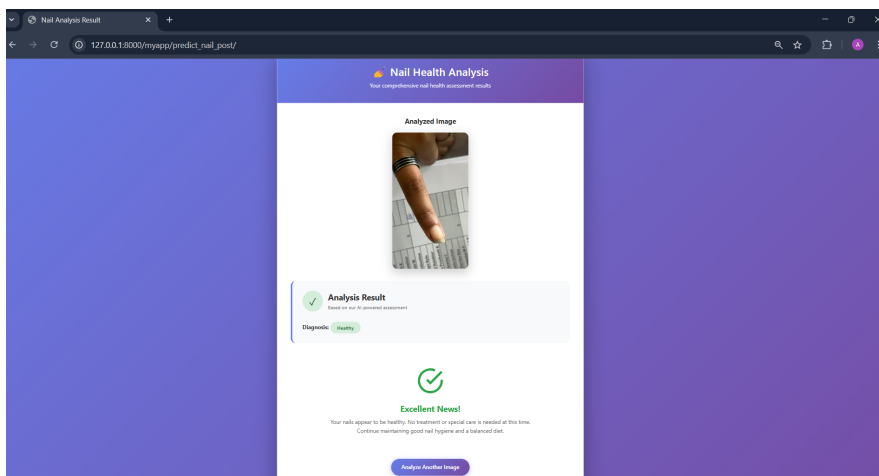 Nail Analysis Result
127.0.0.1:8000/myapp/predict_nail_post/
A
Nail Health Analysis
Your comprehensive nail health assessment results
Analyzed Image
Analysis Result
Based on our AI-powered assessment
Diagnosis: Healthy
Excellent News!
Your nails appear to be healthy. No treatment or special care is needed at this time.
Continue maintaining good nail hygiene and a balanced diet.
Analyze Another Image